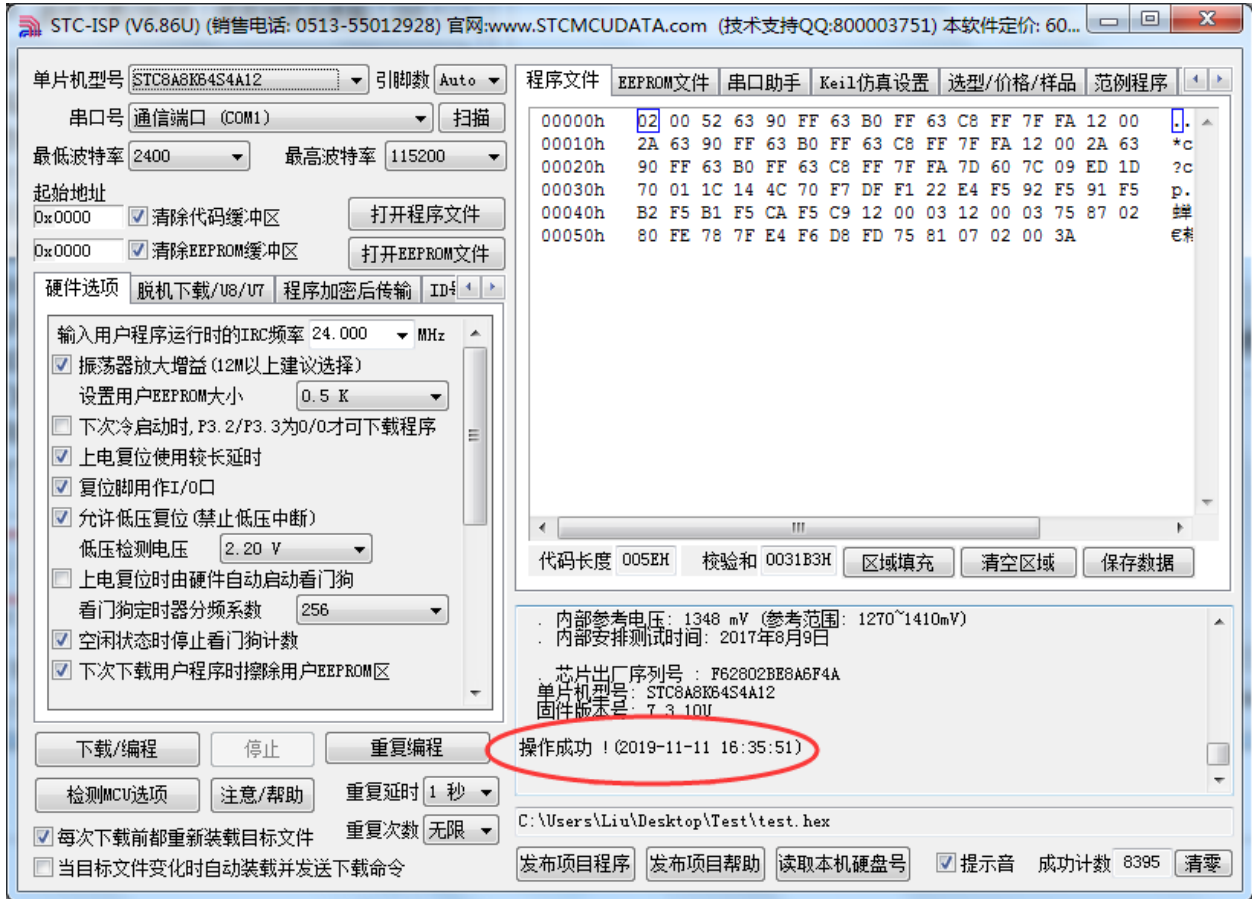 STC-ISP (V6.86U) (销售电话: 0513-55012928) 官网:www.STCMCUDATA.com (技术支持QQ:800003751) 本软件定价: 60...
单片机型号 STC8A8K64S4A12 引脚数 Auto
串口号 通信端口 (COM1) 扫描
最低波特率 2400 最高波特率 115200
起始地址
0x0000 清除代码缓冲区 打开程序文件
0x0000 清除EEPROM缓冲区 打开EEPROM文件
硬件选项 脱机下载/U8/U7 程序加密后传输
输入用户程序运行时的IRC频率 24.000 MHz
振荡器放大增益(12M以上建议选择)
设置用户EEPROM大小 0.5 K
下次冷启动时,P3.2/P3.3为0/0才可下载程序
上电复位使用较长延时
复位脚用作I/O口
允许低压复位(禁止低压中断)
低压检测电压 2.20 V
上电复位时由硬件自动启动看门狗
看门狗定时器分频系数 256
空闲状态时停止看门狗计数
下次下载用户程序时擦除用户EEPROM区
下载/编程 停止 重复编程
检测MCU选项 注意/帮助 重复延时 1 秒
每次下载前都重新装载目标文件 重复次数 无限
当目标文件变化时自动装载并发送下载命令
程序文件 EEPROM文件 串口助手 Keil仿真设置 选型/价格/样品 范例程序
00000h 02 00 52 63 90 FF 63 B0 FF 63 C8 FF 7F FA 12 00 ..
00010h 2A 63 90 FF 63 B0 FF 63 C8 FF 7F FA 12 00 2A 63 *c
00020h 90 FF 63 B0 FF 63 C8 FF 7F FA 7D 60 7C 09 ED 1D ?c
00030h 70 01 1C 14 4C 70 F7 DF F1 22 E4 F5 92 F5 91 F5 p.
00040h B2 F5 B1 F5 CA F5 C9 12 00 03 12 00 03 75 87 02
00050h 80 FE 78 7F E4 F6 D8 FD 75 81 07 02 00 3A €
代码长度 005EH 校验和 0031B3H 区域填充 清空区域 保存数据
. 内部参考电压: 1348 mV (参考范围: 1270~1410mV)
. 内部安排测试时间: 2017年8月9日
. 芯片出厂序列号 : F62802BE8A6F4A
单片机型号: STC8A8K64S4A12
固件版本号: 7.3.10U
操作成功 !(2019-11-11 16:35:51)
C:\Users\Liu\Desktop\Test\test.hex
发布项目程序 发布项目帮助 读取本机硬盘号 提示音 成功计数 8395 清零